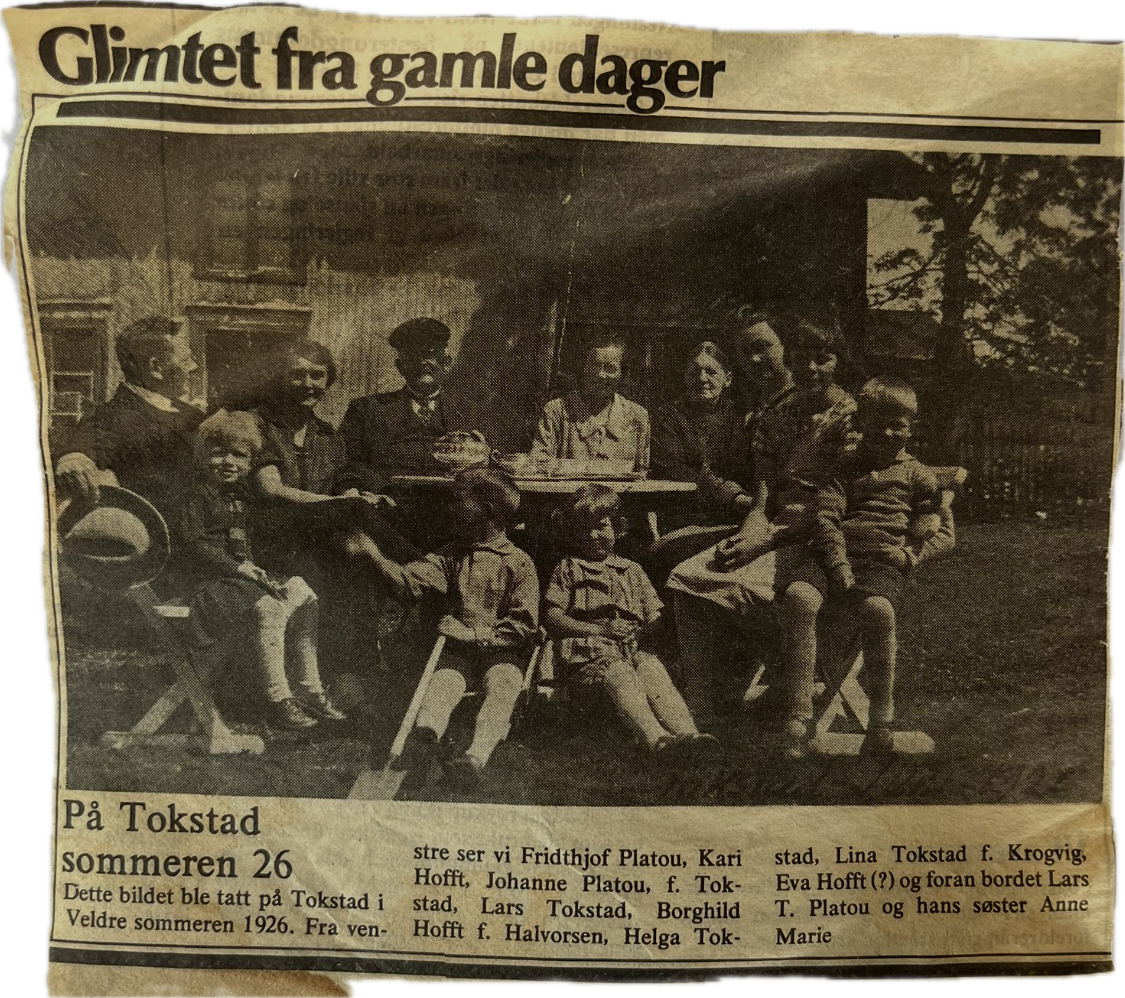 Glimtet fra gamle dager
På Tokstad
sommeren 26
Dette bildet ble tatt på Tokstad i
Veldre sommeren 1926. Fra ven-
stre ser vi Fridthjof Platou, Kari
Hofft, Johanne Platou, f. Tok-
stad, Lars Tokstad, Borghild
Hofft f. Halvorsen, Helga Tok-
stad, Lina Tokstad f. Krogvig,
Eva Hofft (?) og foran bordet Lars
T. Platou og hans søster Anne
Marie